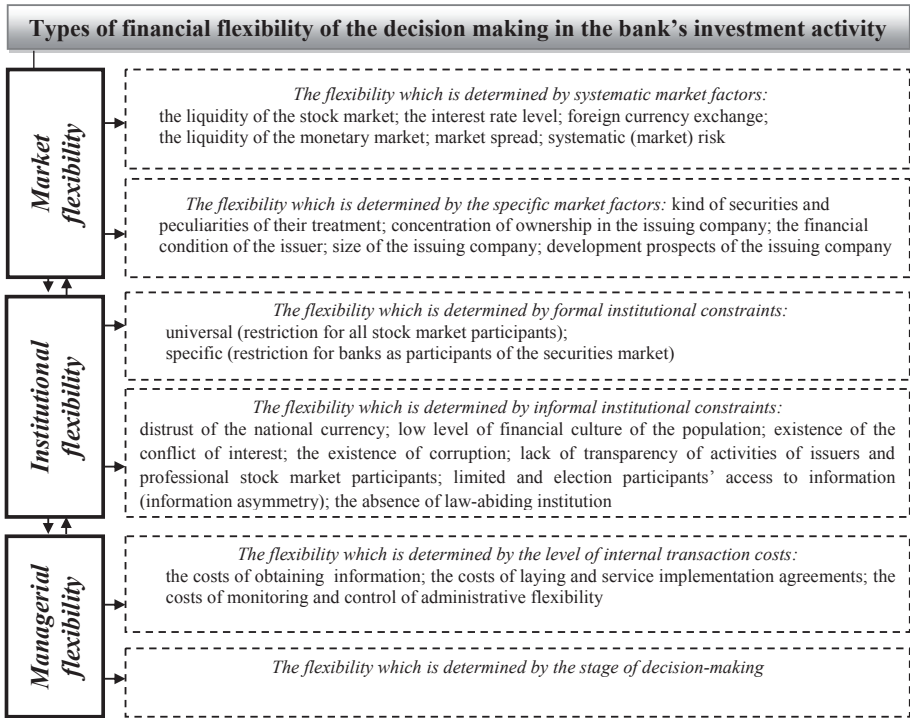 Types of financial flexibility of the decision making in the bank's investment activity
Market
flexibility
The flexibility which is determined by systematic market factors:
the liquidity of the stock market; the interest rate level; foreign currency exchange;
the liquidity of the monetary market; market spread; systematic (market) risk
The flexibility which is determined by the specific market factors: kind of securities and
peculiarities of their treatment; concentration of ownership in the issuing company; the financial
condition of the issuer; size of the issuing company; development prospects of the issuing company
Institutional
flexibility
The flexibility which is determined by formal institutional constraints:
universal (restriction for all stock market participants);
specific (restriction for banks as participants of the securities market)
The flexibility which is determined by informal institutional constraints:
distrust of the national currency; low level of financial culture of the population; existence of the
conflict of interest; the existence of corruption; lack of transparency of activities of issuers and
professional stock market participants; limited and election participants' access to information
(information asymmetry); the absence of law-abiding institution
Managerial
flexibility
The flexibility which is determined by the level of internal transaction costs:
the costs of obtaining information; the costs of laying and service implementation agreements; the
costs of monitoring and control of administrative flexibility
The flexibility which is determined by the stage of decision-making